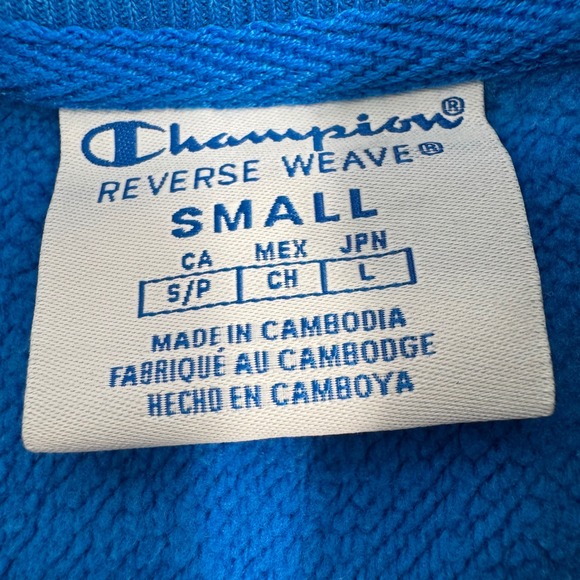 Champion®
REVERSE WEAVE®
SMALL
CA MEX JPN
S/P CH L
MADE IN CAMBODIA
FABRIQUÉ AU CAMBODGE
HECHO EN CAMBOYA